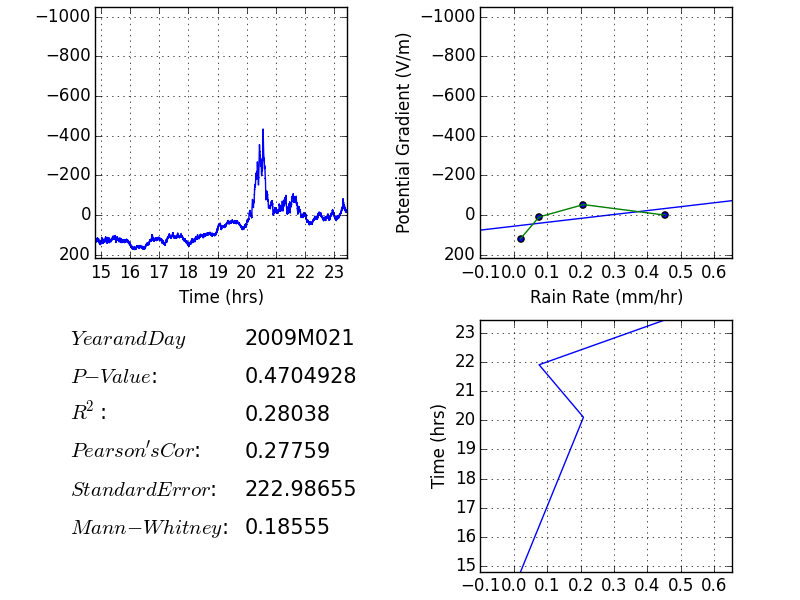 −1000
−800
−600
−400
−200
0
200
15 16 17 18 19 20 21 22 23
Time (hrs)
Potential Gradient (V/m)
−1000
−800
−600
−400
−200
0
200
−0.1 0.0 0.1 0.2 0.3 0.4 0.5 0.6
Rain Rate (mm/hr)
YearandDay 2009M021
P−Value: 0.4704928
R²: 0.28038
Pearson'sCor: 0.27759
StandardError: 222.98655
Mann−Whitney: 0.18555
Time (hrs)
23
22
21
20
19
18
17
16
15
−0.1 0.0 0.1 0.2 0.3 0.4 0.5 0.6